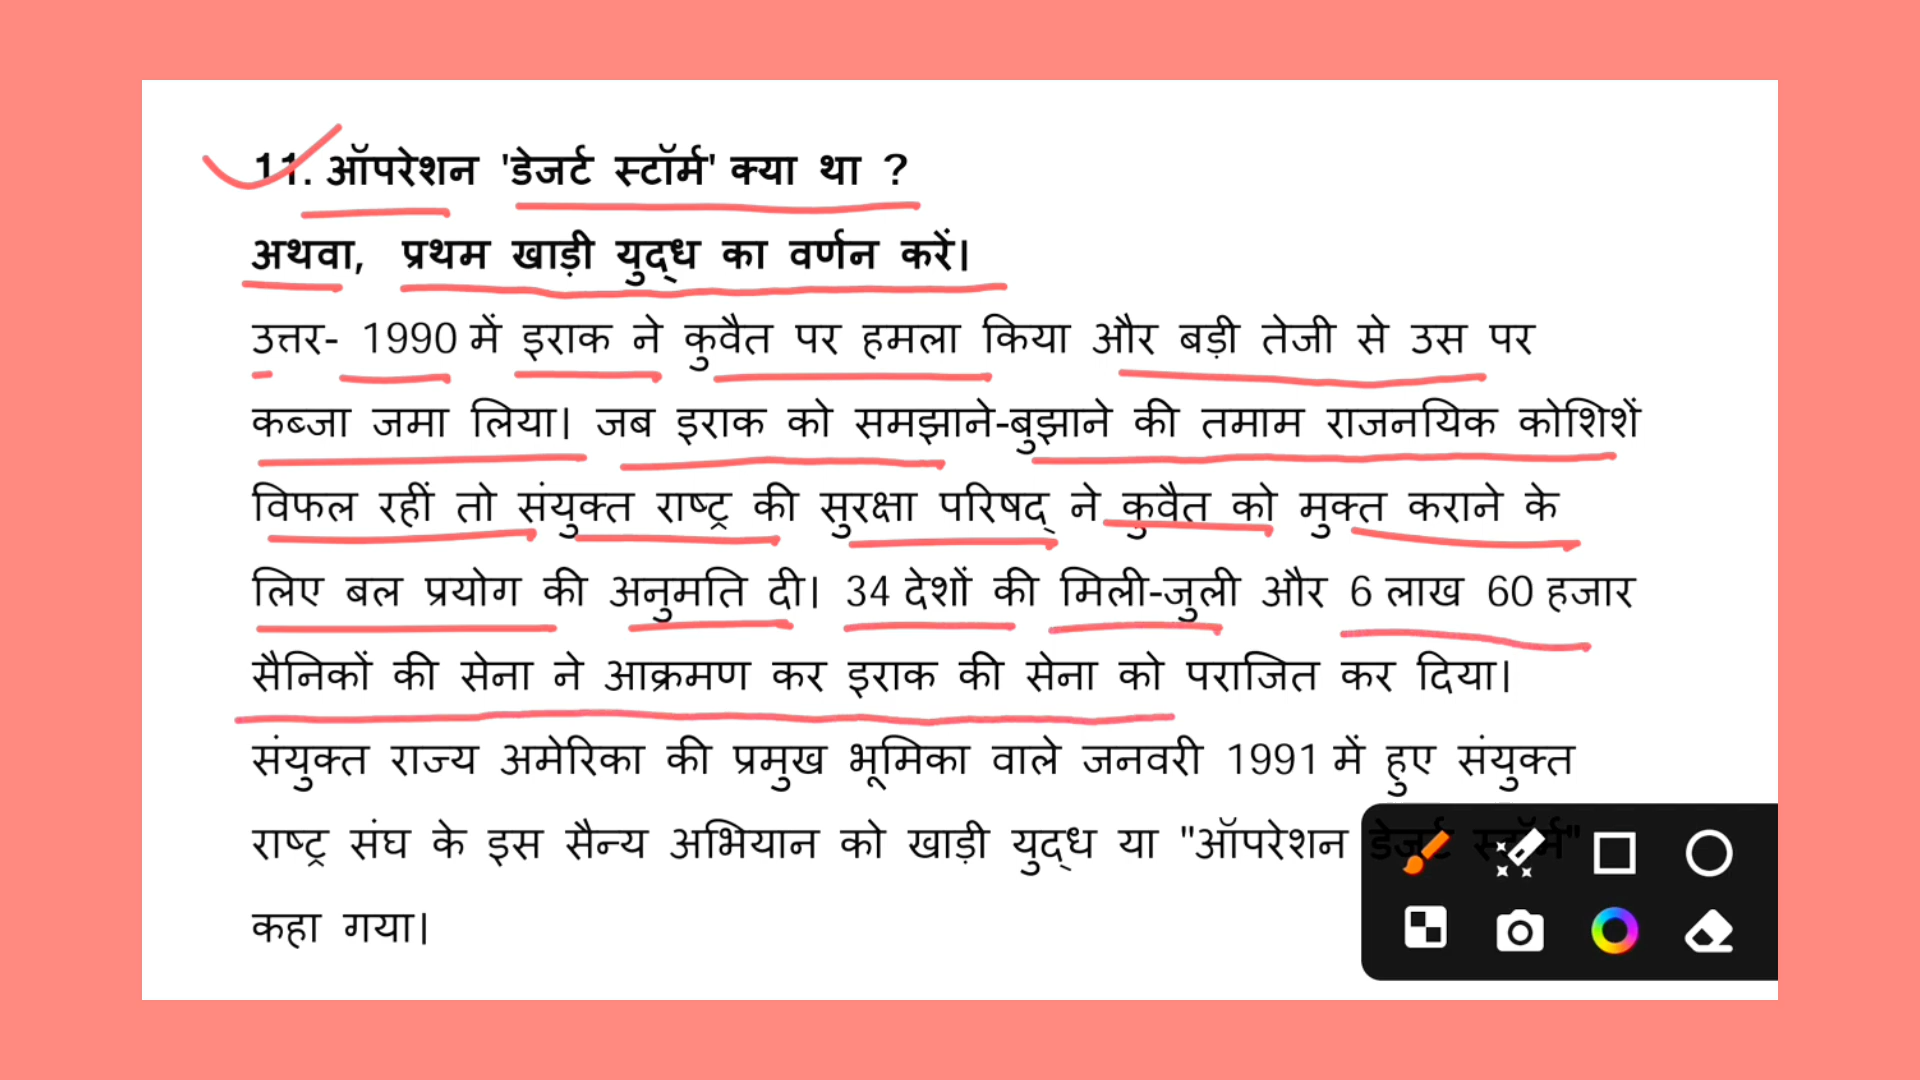 11. ऑपरेशन 'डेजर्ट स्टॉर्म' क्या था ?
अथवा, प्रथम खाड़ी युद्ध का वर्णन करें।
उत्तर- 1990 में इराक ने कुवैत पर हमला किया और बड़ी तेजी से उस पर
कब्जा जमा लिया। जब इराक को समझाने-बुझाने की तमाम राजनयिक कोशिशें
विफल रहीं तो संयुक्त राष्ट्र की सुरक्षा परिषद् ने कुवैत को मुक्त कराने के
लिए बल प्रयोग की अनुमति दी। 34 देशों की मिली-जुली और 6 लाख 60 हजार
सैनिकों की सेना ने आक्रमण कर इराक की सेना को पराजित कर दिया।
संयुक्त राज्य अमेरिका की प्रमुख भूमिका वाले जनवरी 1991 में हुए संयुक्त
राष्ट्र संघ के इस सैन्य अभियान को खाड़ी युद्ध या "ऑपरेशन डेजर्ट स्टॉर्म"
कहा गया।